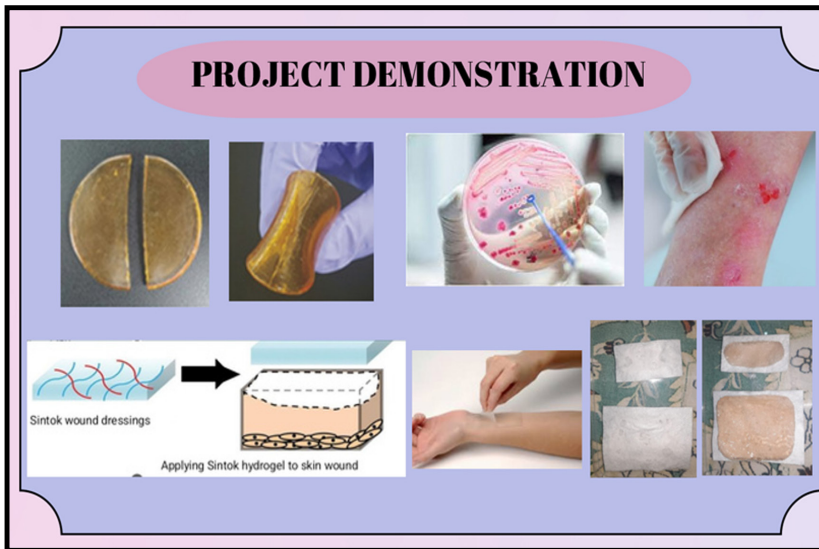 PROJECT DEMONSTRATION
Sintok wound dressings
Applying Sintok hydrogel to skin wound